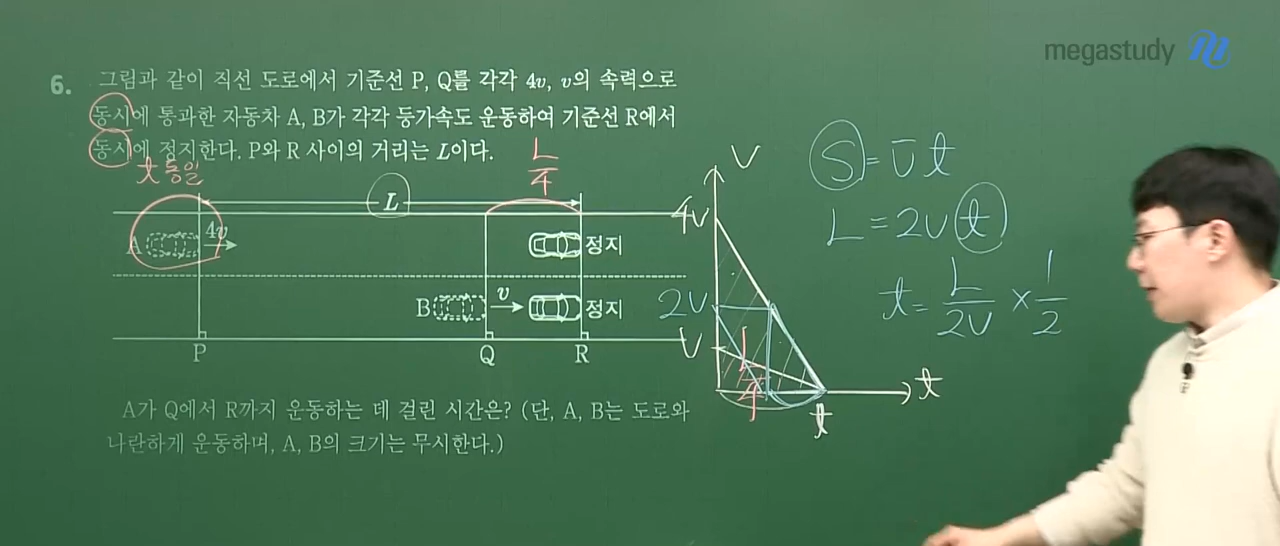 megastudy
6. 그림과 같이 직선 도로에서 기준선 P, Q를 각각 4v, v의 속력으로
동시에 통과한 자동차 A, B가 각각 등가속도 운동하여 기준선 R에서
동시에 정지한다. P와 R 사이의 거리는 L이다.
t 동일
L/4
L
A 4v 정지
B v 정지
P Q R
A가 Q에서 R까지 운동하는 데 걸린 시간은? (단, A, B는 도로와
나란하게 운동하며, A, B의 크기는 무시한다.)
V
4V
2V
V
L/4
t
t
S = v̄ t
L = 2V t
t = L/2V × 1/2